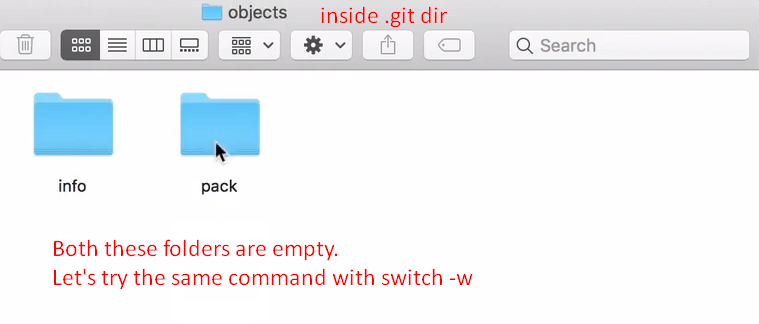 objects inside .git dir
Search
info pack
Both these folders are empty.
Let's try the same command with switch -w